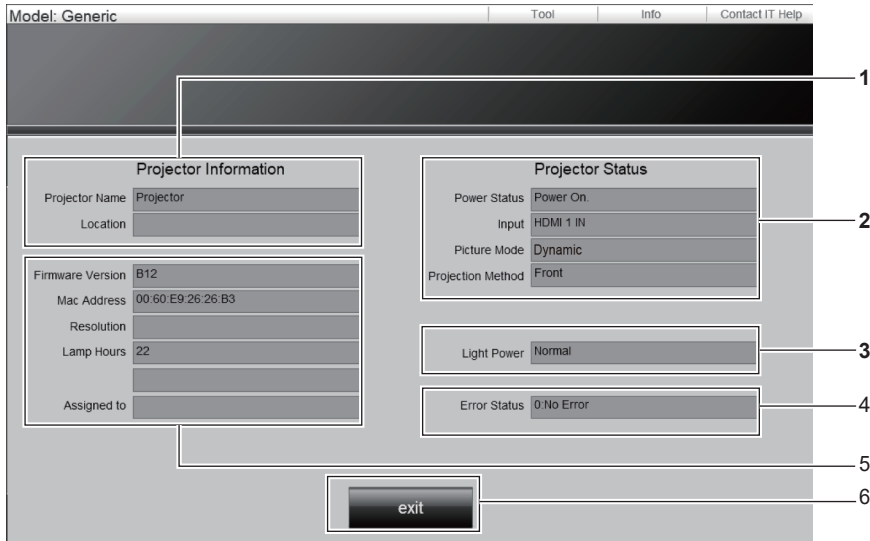 Model: Generic
Tool
Info
Contact IT Help
1
Projector Information
Projector Name Projector
Location
Projector Status
Power Status Power On.
Input HDMI 1 IN
Picture Mode Dynamic
Projection Method Front
2
Firmware Version B12
Mac Address 00:60:E9:26:26:B3
Resolution
Lamp Hours 22
Assigned to
Light Power Normal
3
Error Status 0:No Error
4
5
exit
6